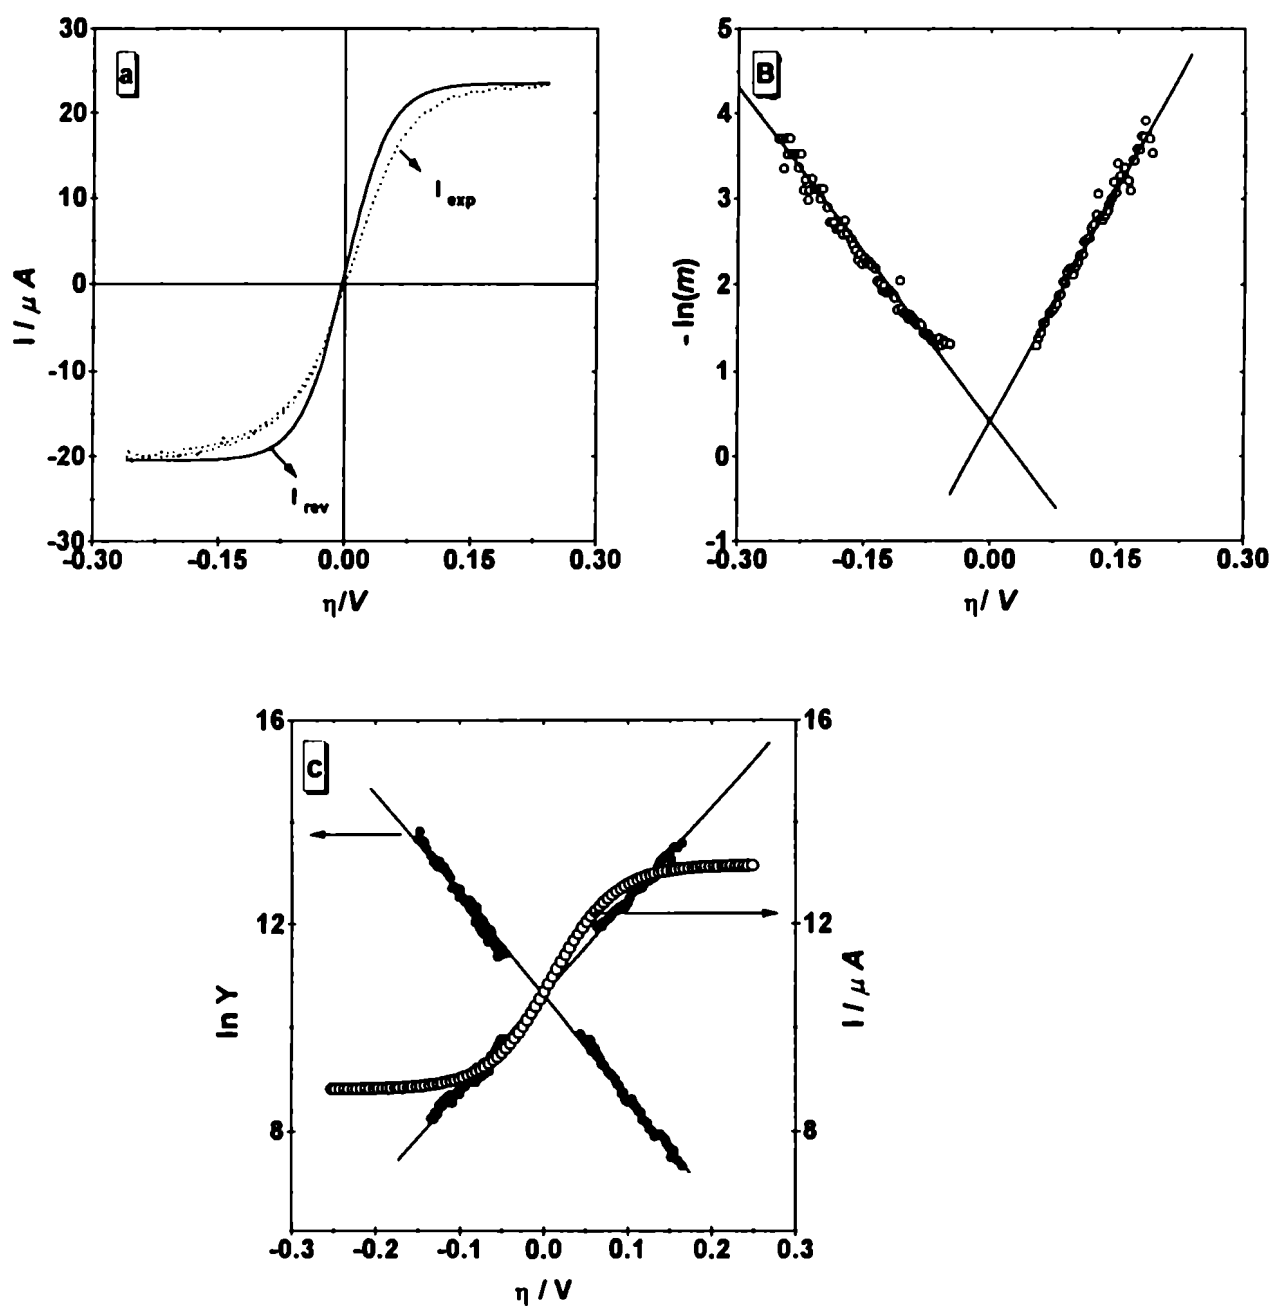 a
30
20
10
0
-10
-20
-30
I / μ A
-0.30 -0.15 0.00 0.15 0.30
η/V
I exp
I rev
B
5
4
3
2
1
0
-1
- ln(m)
-0.30 -0.15 0.00 0.15 0.30
η/ V
c
16
12
8
ln Y
16
12
8
I / μ A
-0.3 -0.2 -0.1 0.0 0.1 0.2 0.3
η / V